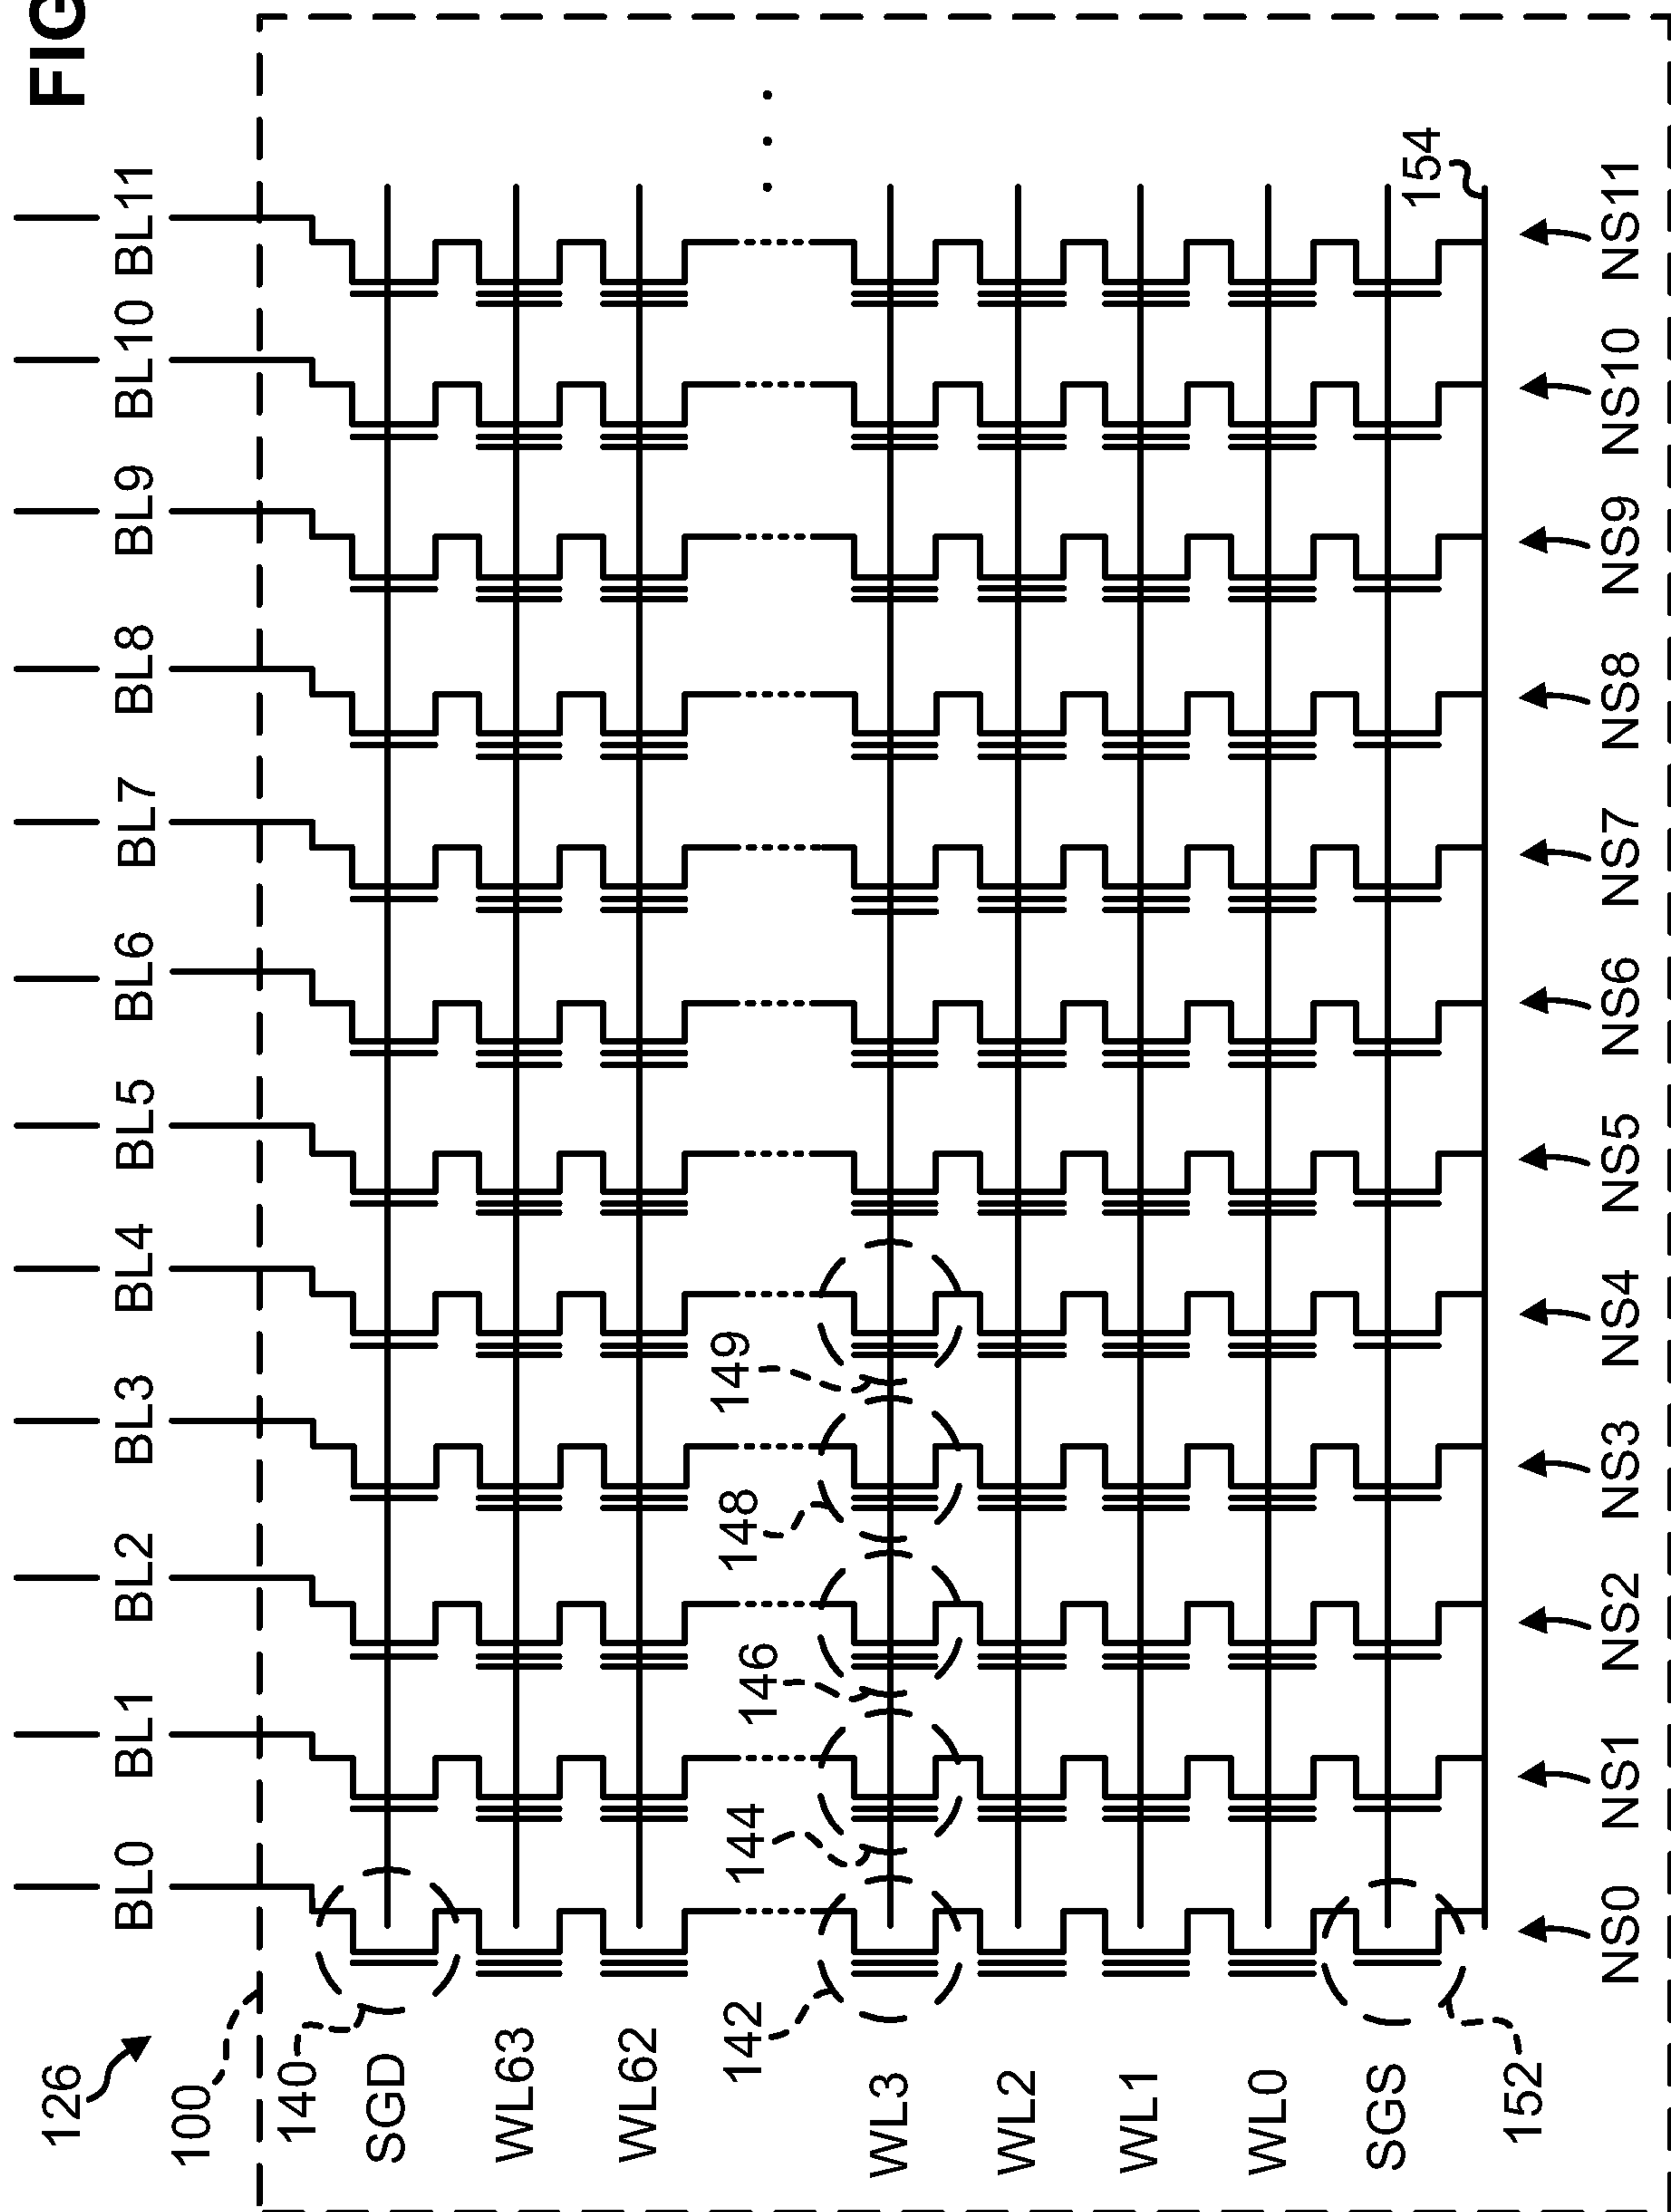 FIG
126
100
BL0 BL1 BL2 BL3 BL4 BL5 BL6 BL7 BL8 BL9 BL10 BL11
140
SGD
WL63
WL62
142 144 146 148 149
WL3
WL2
WL1
WL0
SGS
152 154
NS0 NS1 NS2 NS3 NS4 NS5 NS6 NS7 NS8 NS9 NS10 NS11